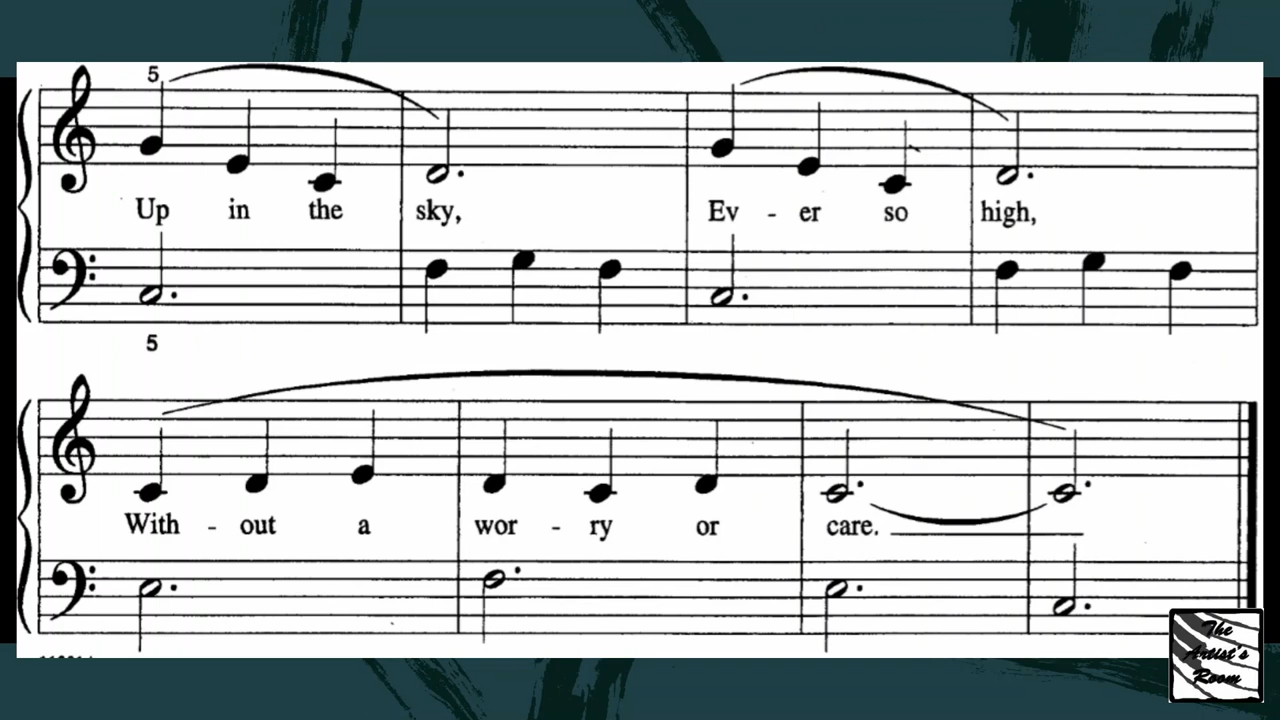 5
Up in the sky, Ev - er so high,
5
With - out a wor - ry or care.
The
Artist's
Room